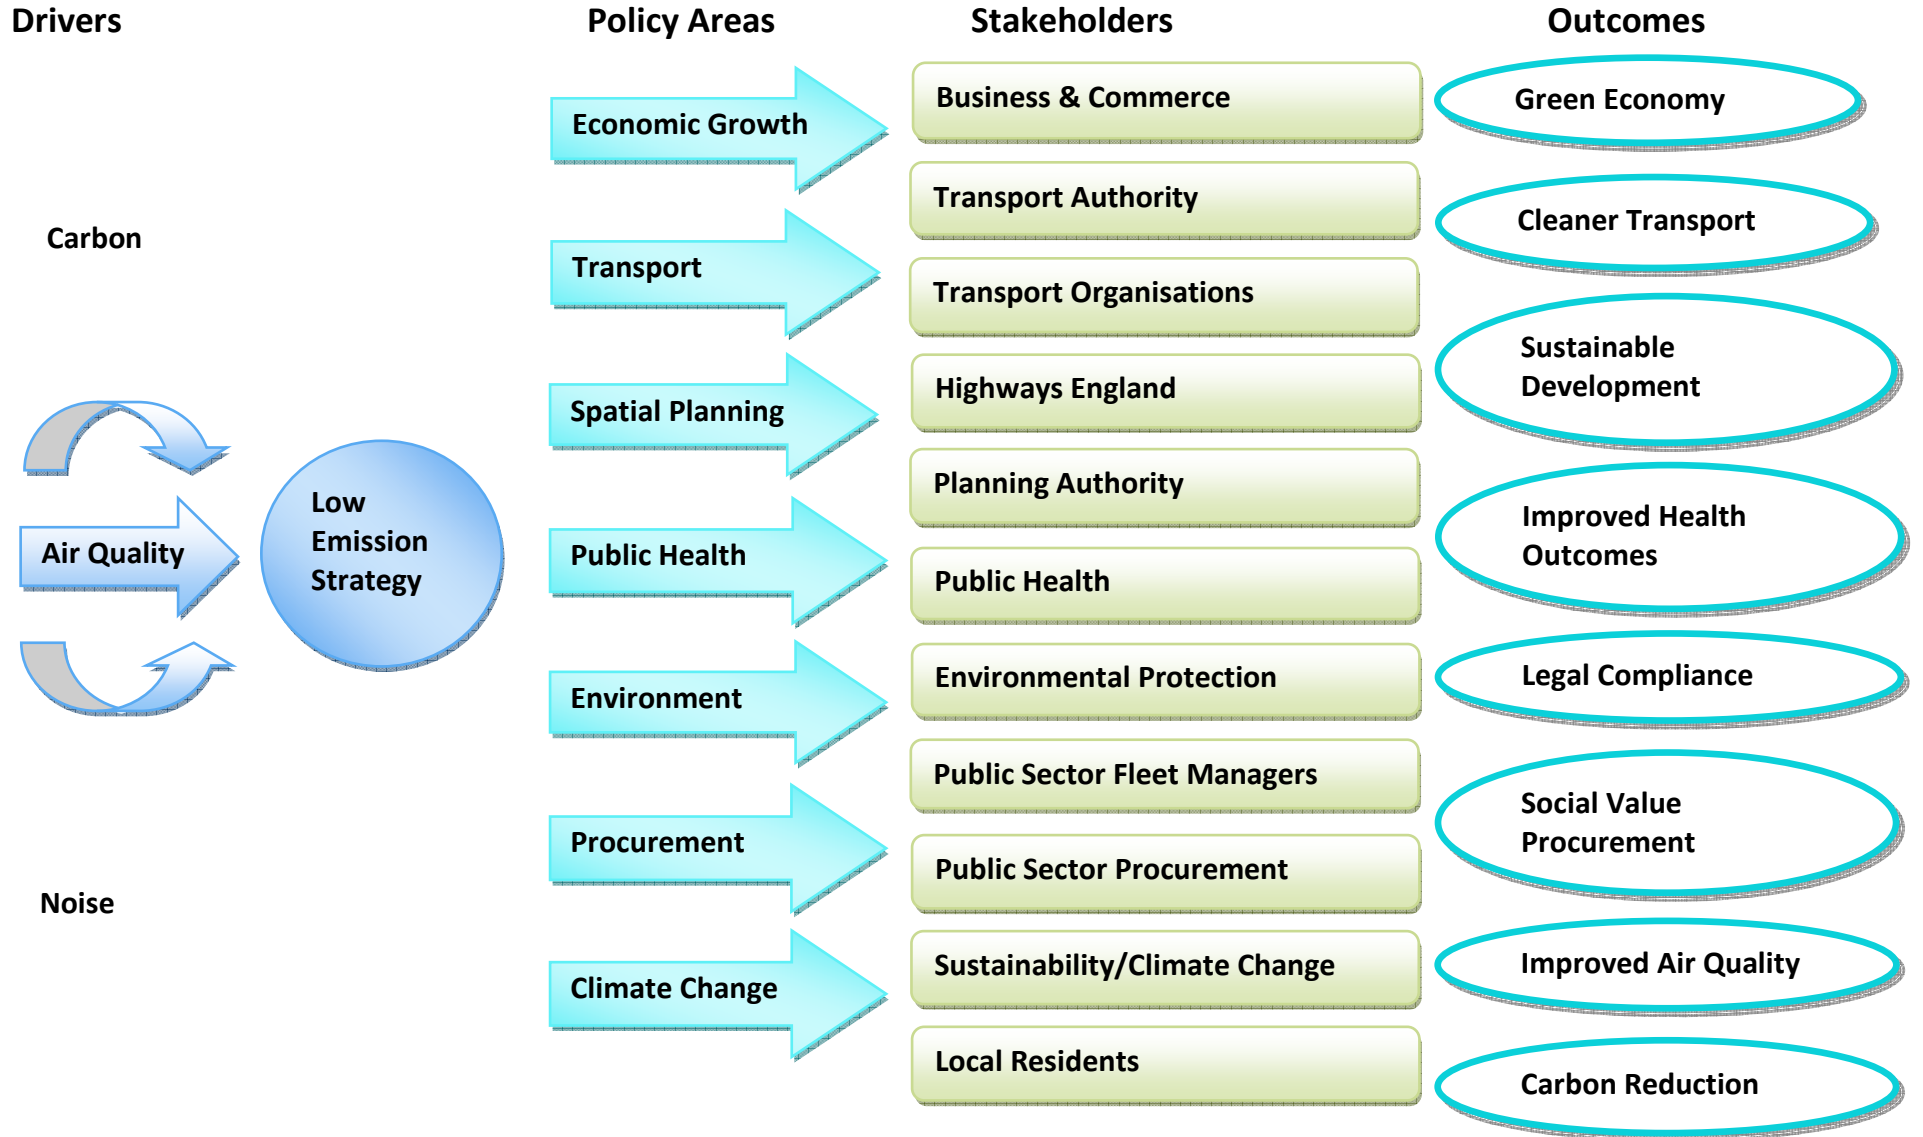 Drivers
Policy Areas
Stakeholders
Outcomes
Carbon
Air Quality
Noise
Low
Emission
Strategy
Economic Growth
Transport
Spatial Planning
Public Health
Environment
Procurement
Climate Change
Business & Commerce
Transport Authority
Transport Organisations
Highways England
Planning Authority
Public Health
Environmental Protection
Public Sector Fleet Managers
Public Sector Procurement
Sustainability/Climate Change
Local Residents
Green Economy
Cleaner Transport
Sustainable
Development
Improved Health
Outcomes
Legal Compliance
Social Value
Procurement
Improved Air Quality
Carbon Reduction